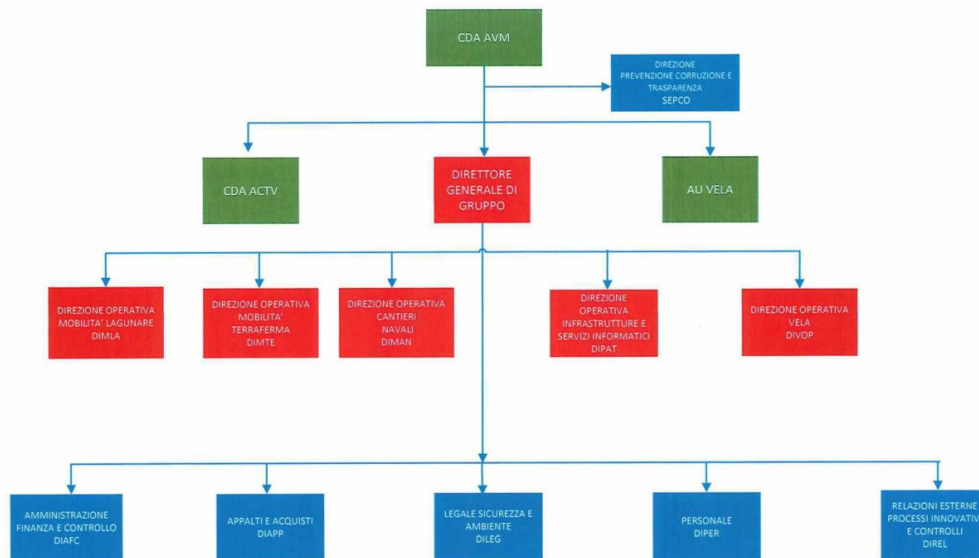 CDA AVM
DIREZIONE
PREVENZIONE CORRUZIONE E
TRASPARENZA
SEPCO
CDA ACTV
DIRETTORE
GENERALE DI
GRUPPO
AU VELA
DIREZIONE OPERATIVA
MOBILITA' LAGUNARE
DIMLA
DIREZIONE OPERATIVA
MOBILITA'
TERRAFERMA
DIMTE
DIREZIONE OPERATIVA
CANTIERI
NAVALI
DIMAN
DIREZIONE
OPERATIVA
INFRASTRUTTURE E
SERVIZI INFORMATICI
DIPAT
DIREZIONE OPERATIVA
VELA
DIVOP
AMMINISTRAZIONE
FINANZA E CONTROLLO
DIAFC
APPALTI E ACQUISTI
DIAPP
LEGALE SICUREZZA E
AMBIENTE
DILEG
PERSONALE
DIPER
RELAZIONI ESTERNE
PROCESSI INNOVATIVI
E CONTROLLI
DIREL